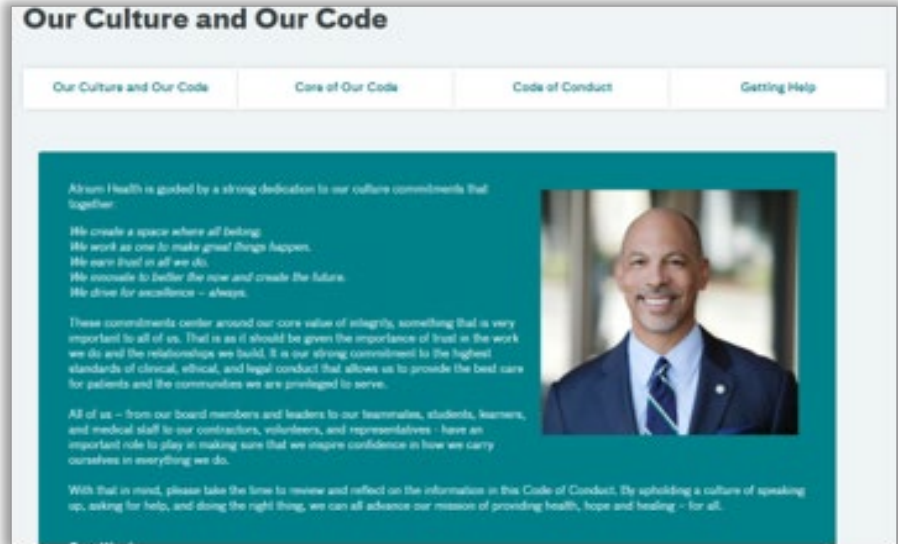 Our Culture and Our Code
Our Culture and Our Code
Core of Our Code
Code of Conduct
Getting Help
Atrium Health is guided by a strong dedication to our culture commitments that
together:
We create a space where all belong.
We work as one to make great things happen.
We earn trust in all we do.
We innovate to better the now and create the future.
We drive for excellence – always.
These commitments center around our core value of integrity, something that is very
important to all of us. That is as it should be given the importance of trust in the work
we do and the relationships we build. It is our strong commitment to the highest
standards of clinical, ethical, and legal conduct that allows us to provide the best care
for patients and the communities we are privileged to serve.
All of us – from our board members and leaders to our teammates, students, learners,
and medical staff to our contractors, volunteers, and representatives - have an
important role to play in making sure that we inspire confidence in how we carry
ourselves in everything we do.
With that in mind, please take the time to review and reflect on the information in this Code of Conduct. By upholding a culture of speaking
up, asking for help, and doing the right thing, we can all advance our mission of providing health, hope and healing – for all.